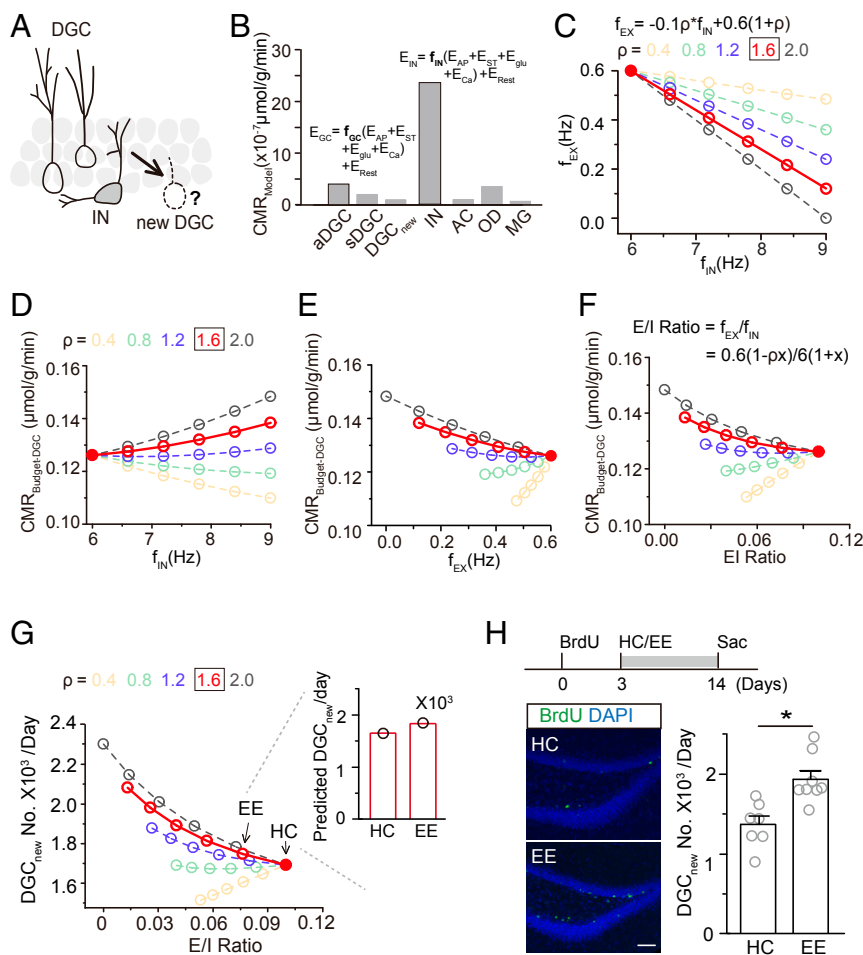 A
DGC
IN
new DGC
?
B
CMR_Model(x10⁻⁷μmol/g/min)
30
20
10
0
E_IN= f_IN(E_AP+E_ST+E_glu
+E_Ca)+E_Rest
E_GC= f_GC(E_AP+E_ST
+E_glu+E_Ca)
+E_Rest
aDGC
sDGC
DGC_new
IN
AC
OD
MG
C
f_EX= -0.1ρ*f_IN+0.6(1+ρ)
ρ = 0.4 0.8 1.2 1.6 2.0
f_EX(Hz)
0.6
0.4
0.2
0.0
6 7 8 9
f_IN(Hz)
D
ρ = 0.4 0.8 1.2 1.6 2.0
CMR_Budget-DGC (μmol/g/min)
0.16
0.14
0.12
0.10
6 7 8 9
f_IN(Hz)
E
CMR_Budget-DGC (μmol/g/min)
0.16
0.14
0.12
0.10
0.0 0.2 0.4 0.6
f_EX(Hz)
F
E/I Ratio = f_EX/f_IN
= 0.6(1-ρx)/6(1+x)
CMR_Budget-DGC (μmol/g/min)
0.16
0.14
0.12
0.10
0.00 0.06 0.12
EI Ratio
G
ρ = 0.4 0.8 1.2 1.6 2.0
DGC_new No. X10³ /Day
2.4
2.2
2.0
1.8
1.6
EE
HC
0 0.03 0.06 0.09 0.12
E/I Ratio
Predicted DGC_new/day
X10³
2
1
0
HC EE
H
BrdU HC/EE Sac
0 3 14 (Days)
BrdU DAPI
HC
EE
DGC_new No. X10³ /Day
2
1
0
*
HC EE